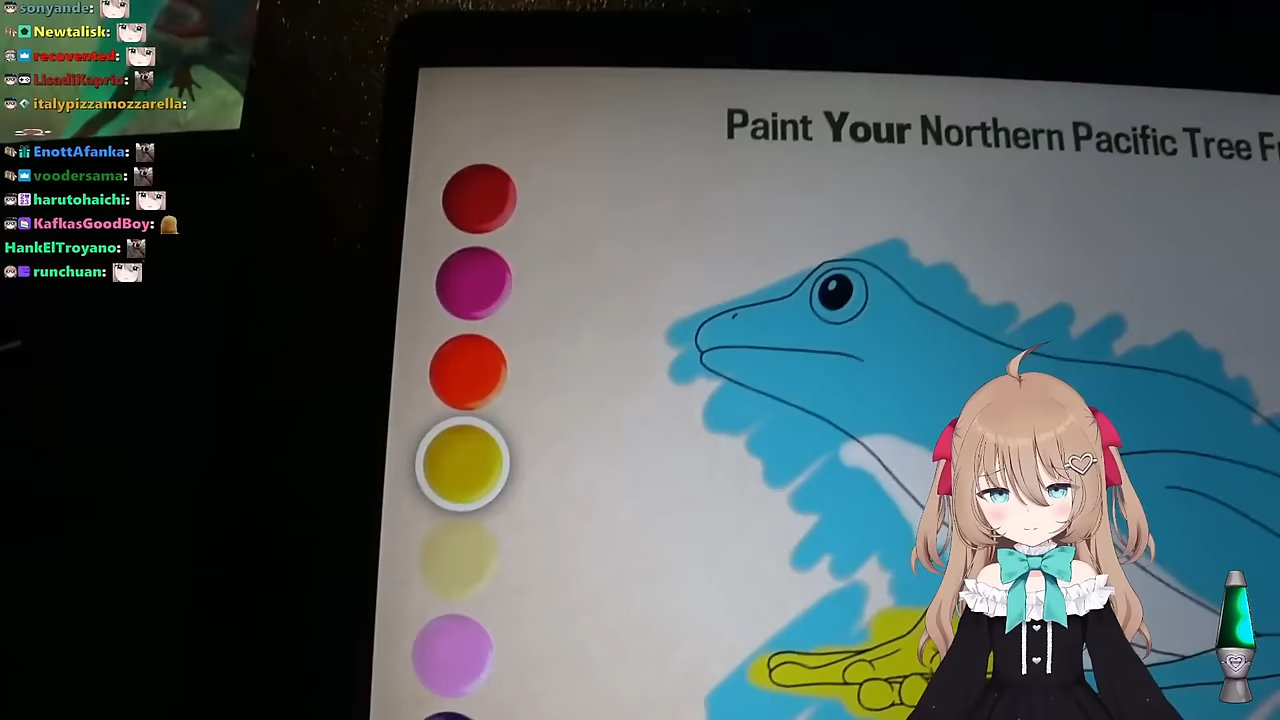 sonyande:
Newtalisk:
recovented:
LisadiKaprio:
italypizzamozzarella:
EnottAfanka:
voodersama:
harutohaichi:
KafkasGoodBoy:
HankElTroyano:
runchuan:
Paint Your Northern Pacific Tree